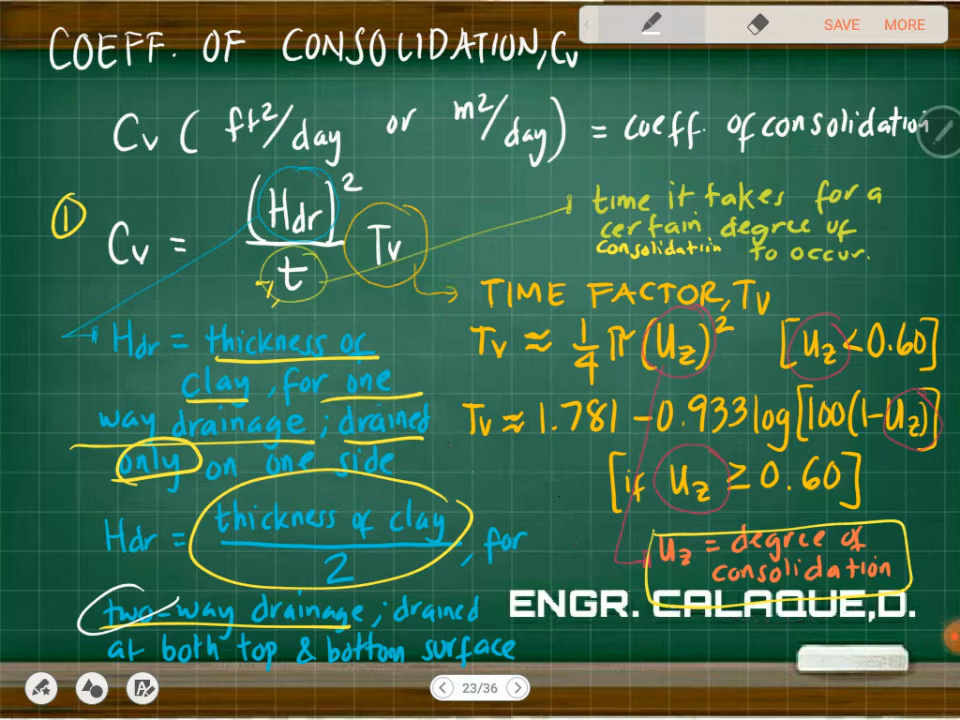 SAVE MORE
COEFF. OF CONSOLIDATION, Cv
Cv ( ft²/day or m²/day) = coeff. of consolidation
① Cv = (Hdr)²/t Tv
time it takes for a
certain degree of
consolidation
to occur.
TIME FACTOR, Tv
Tv ≈ 1/4 π (Uz)² [Uz < 0.60]
Tv ≈ 1.781 - 0.933 log [100(1-Uz)]
[if Uz ≥ 0.60]
Uz = degree of
consolidation
Hdr = thickness of
clay, for one
way drainage; drained
only on one side
Hdr = thickness of clay/2, for
two-way drainage; drained
at both top & bottom surface
ENGR. CALAQUE,D.
23/36